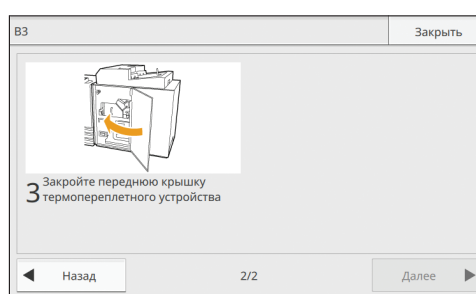 B3
Закрыть
3 Закройте переднюю крышку
термопереплетного устройства
Назад
2/2
Далее